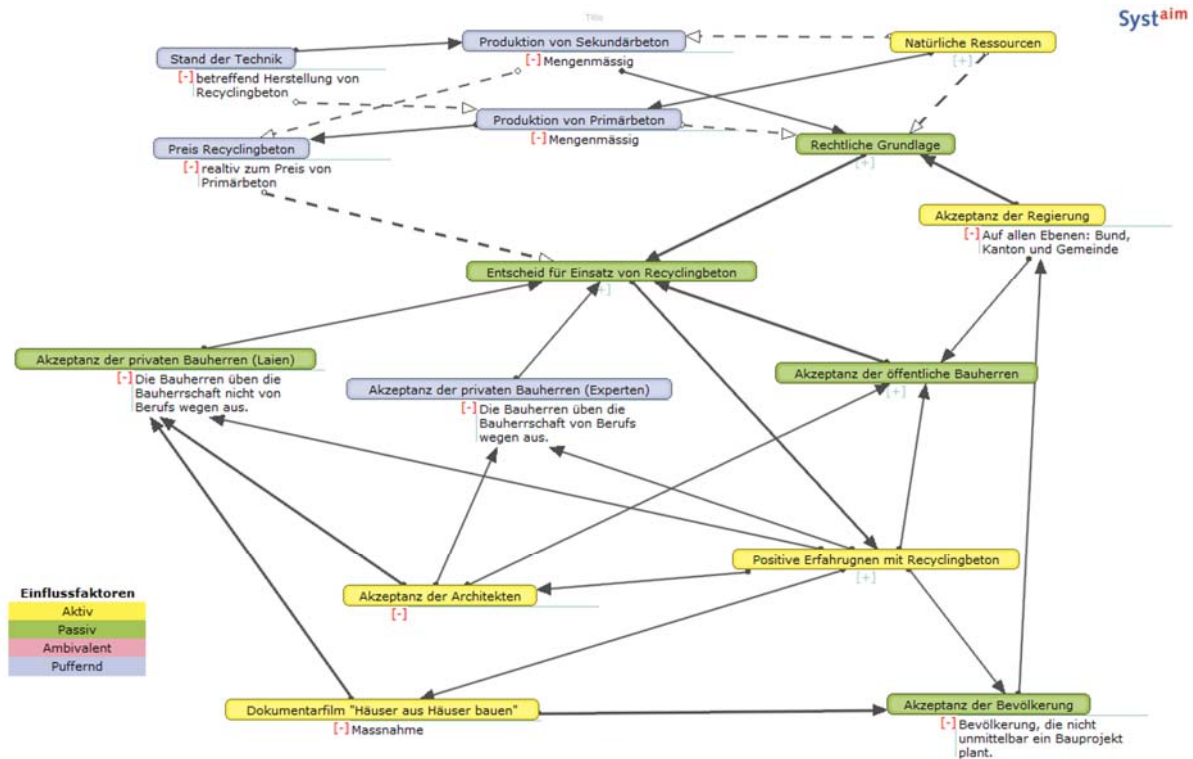 Title
Systaim
Produktion von Sekundärbeton
[-] Mengenmässig
Natürliche Ressourcen
[+]
Stand der Technik
[-] betreffend Herstellung von
Recyclingbeton
Produktion von Primärbeton
[-] Mengenmässig
Preis Recyclingbeton
[-] realtiv zum Preis von
Primärbeton
Rechtliche Grundlage
[+]
Akzeptanz der Regierung
[-] Auf allen Ebenen: Bund,
Kanton und Gemeinde
Entscheid für Einsatz von Recyclingbeton
[+]
Akzeptanz der privaten Bauherren (Laien)
[-] Die Bauherren üben die
Bauherrschaft nicht von
Berufs wegen aus.
Akzeptanz der privaten Bauherren (Experten)
[-] Die Bauherren üben die
Bauherrschaft von Berufs
wegen aus.
Akzeptanz der öffentliche Bauherren
[+]
Positive Erfahrugnen mit Recyclingbeton
[+]
Akzeptanz der Architekten
[-]
Einflussfaktoren
Aktiv
Passiv
Ambivalent
Puffernd
Dokumentarfilm "Häuser aus Häuser bauen"
[-] Massnahme
Akzeptanz der Bevölkerung
[-] Bevölkerung, die nicht
unmittelbar ein Bauprojekt
plant.